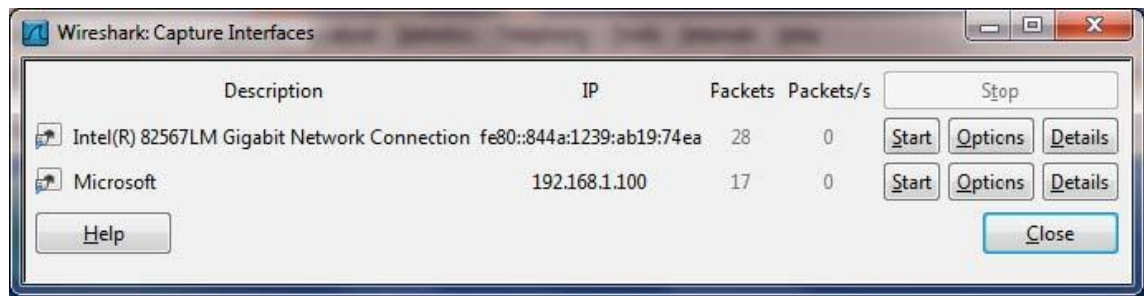 Wireshark: Capture Interfaces
Description IP Packets Packets/s Stop
Intel(R) 82567LM Gigabit Network Connection fe80::844a:1239:ab19:74ea 28 0 Start Options Details
Microsoft 192.168.1.100 17 0 Start Options Details
Help Close